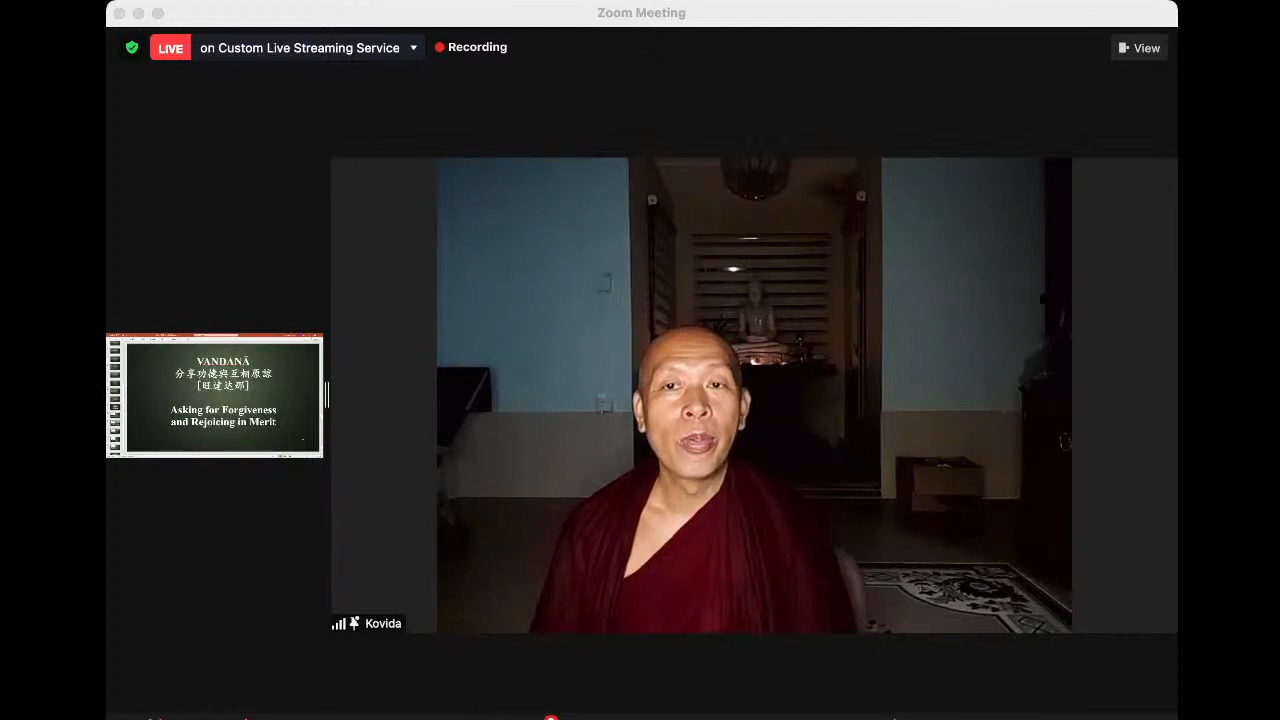 Zoom Meeting
LIVE on Custom Live Streaming Service
Recording
View
VANDANĀ
分享功德與互相原諒
[旺達达那]
Asking for Forgiveness
and Rejoicing in Merit
Kovida